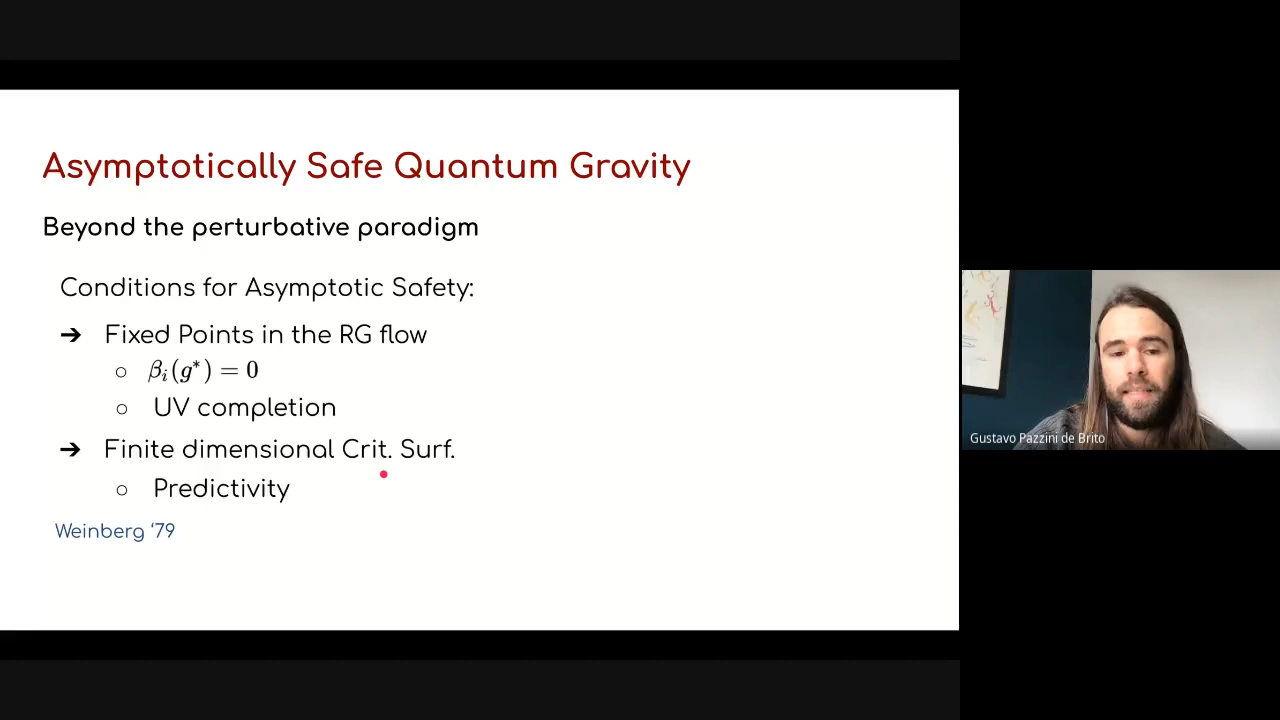 Asymptotically Safe Quantum Gravity
Beyond the perturbative paradigm
Conditions for Asymptotic Safety:
➔ Fixed Points in the RG flow
○ βᵢ(g*) = 0
○ UV completion
➔ Finite dimensional Crit. Surf.
○ Predictivity
Weinberg ‘79
Gustavo Pazzini de Brito